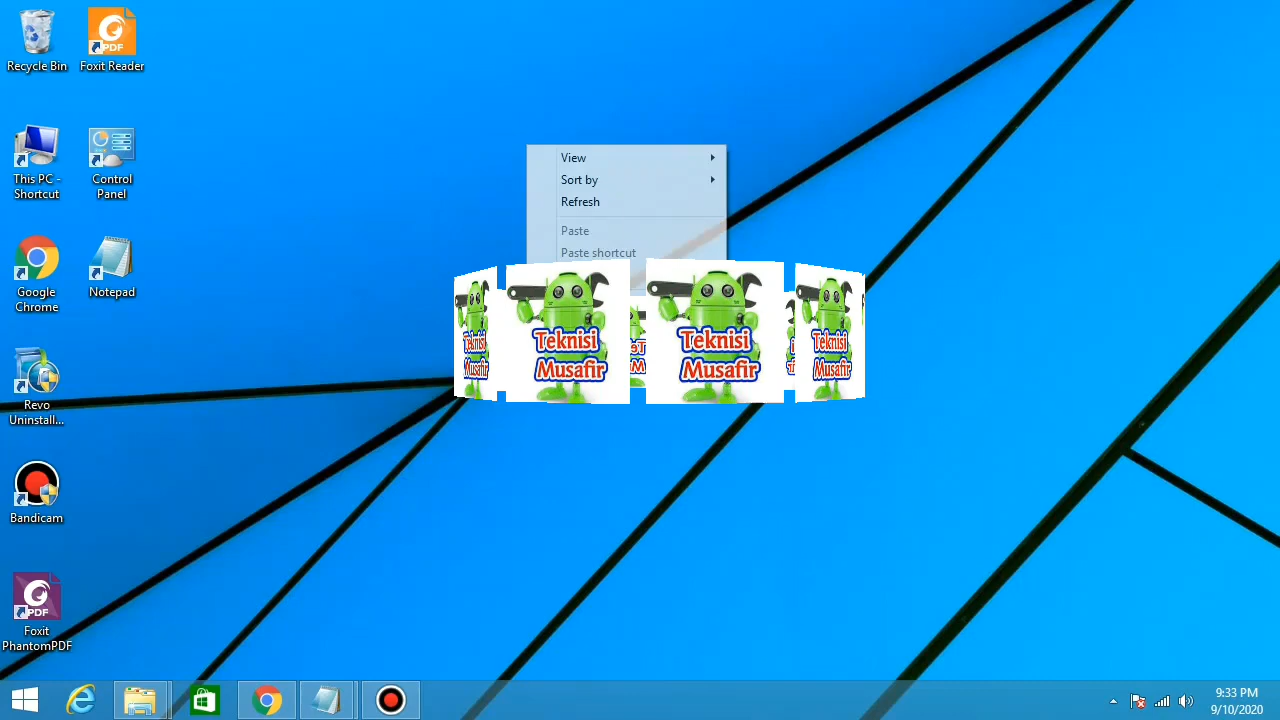 Recycle Bin
Foxit Reader
This PC -
Shortcut
Control
Panel
Google
Chrome
Notepad
Revo
Uninstall...
Bandicam
Foxit
PhantomPDF
PDF
PDF
View
Sort by
Refresh
Paste
Paste shortcut
Teknisi
Musafir
Teknisi
Musafir
Teknisi
Musafir
Teknisi
Musafir
9:33 PM
9/10/2020